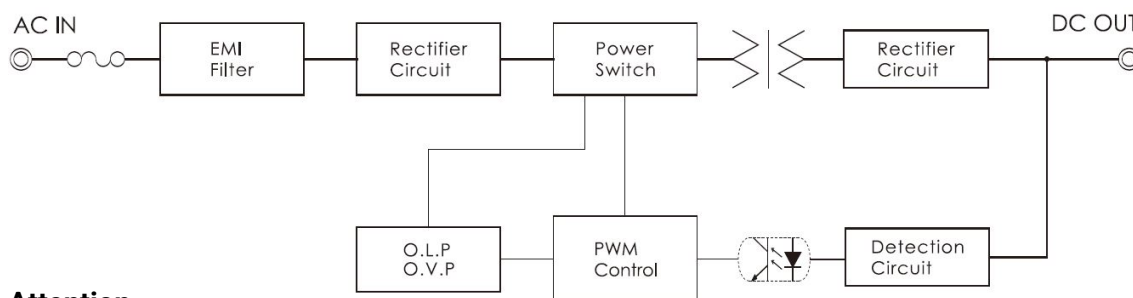 AC IN
DC OUT
EMI
Filter
Rectifier
Circuit
Power
Switch
Rectifier
Circuit
O.L.P
O.V.P
PWM
Control
Detection
Circuit
Attention